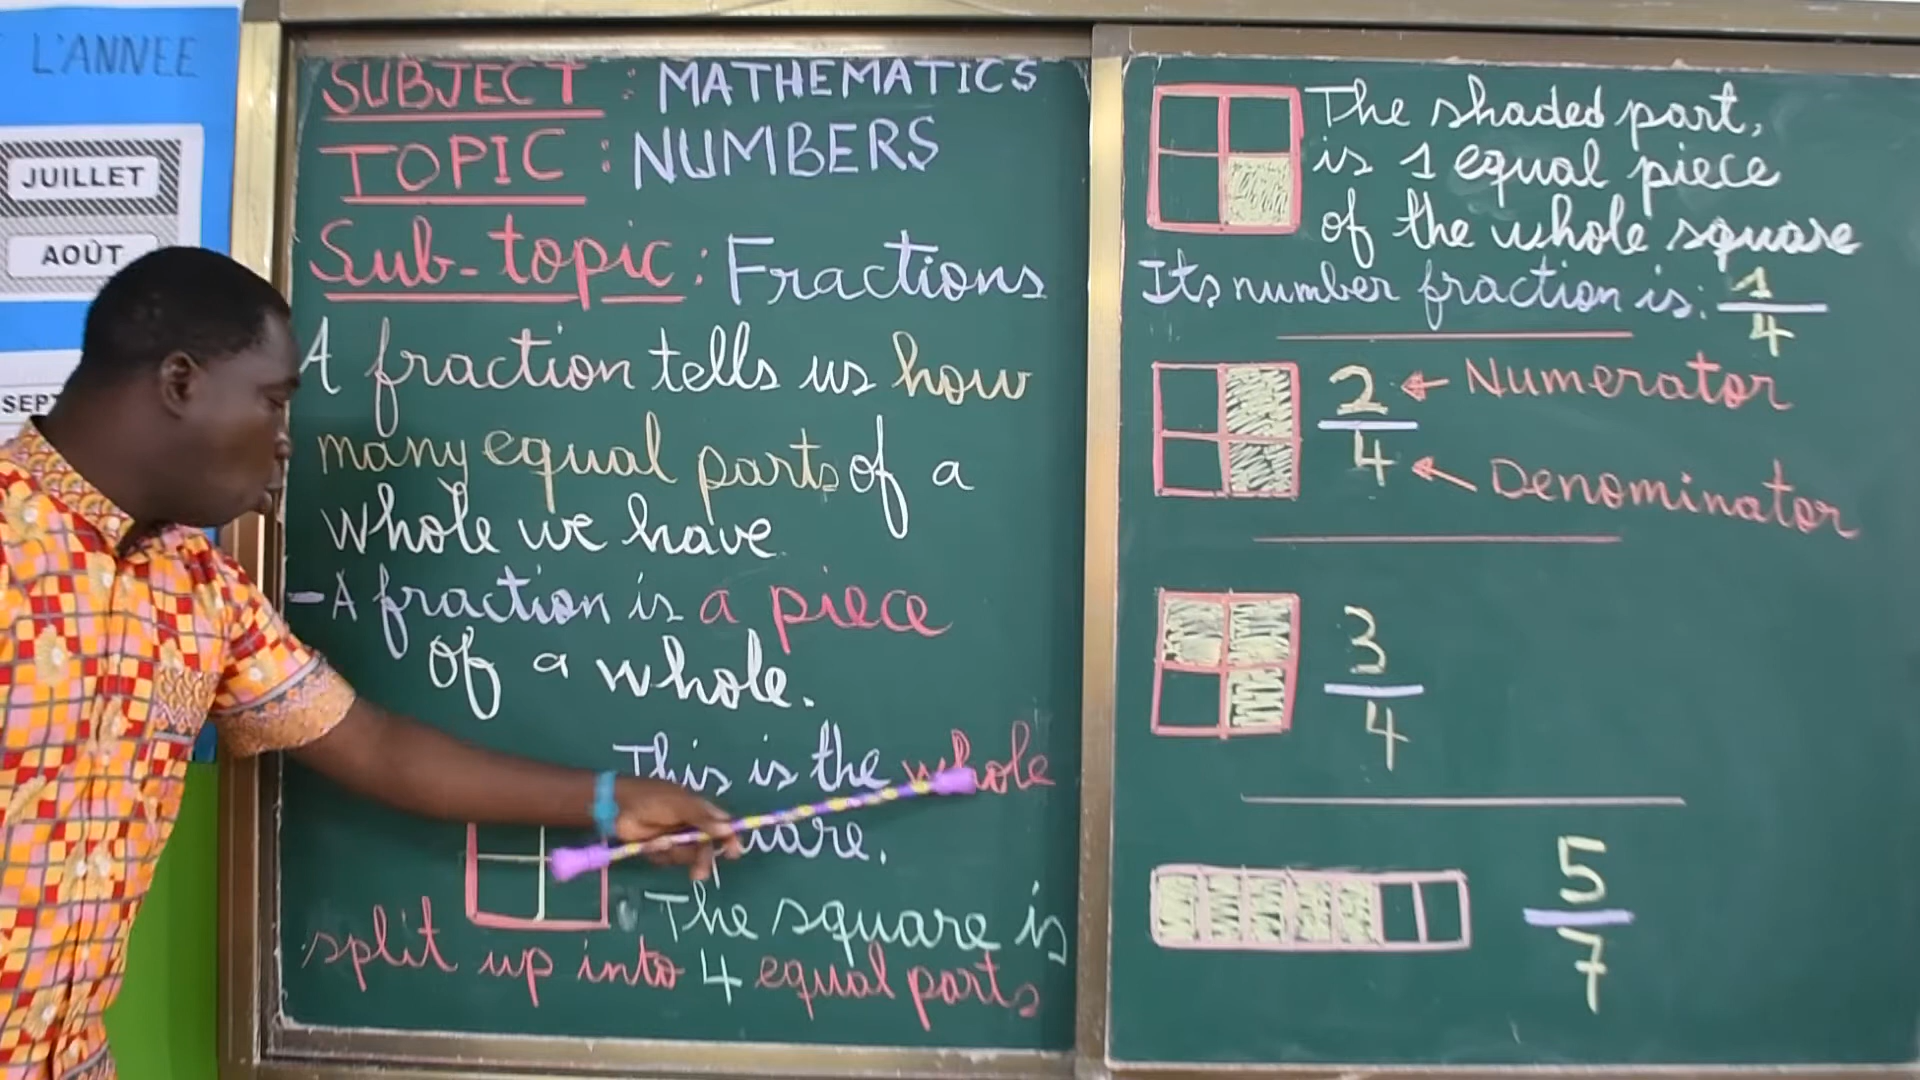 L'ANNEE
JUILLET
AOÛT
SEPT
SUBJECT : MATHEMATICS
TOPIC : NUMBERS
Sub-topic : Fractions
A fraction tells us how
many equal parts of a
whole we have
- A fraction is a piece
of a whole.
This is the whole
The square is
split up into 4 equal parts
The shaded part,
is 1 equal piece
of the whole square
Its number fraction is: 1/4
2/4
Numerator
Denominator
3/4
5/7